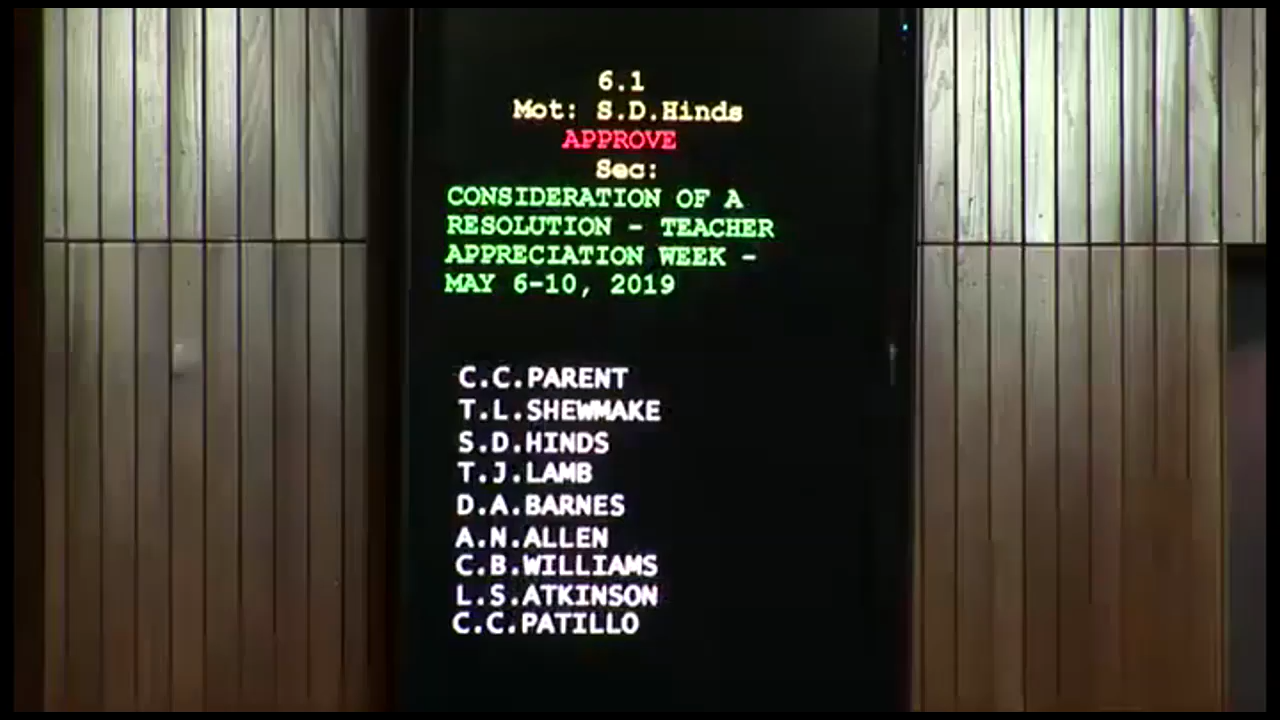 6.1
Mot: S.D.Hinds
APPROVE
Sec:
CONSIDERATION OF A
RESOLUTION - TEACHER
APPRECIATION WEEK -
MAY 6-10, 2019
C.C.PARENT
T.L.SHEWMAKE
S.D.HINDS
T.J.LAMB
D.A.BARNES
A.N.ALLEN
C.B.WILLIAMS
L.S.ATKINSON
C.C.PATILLO